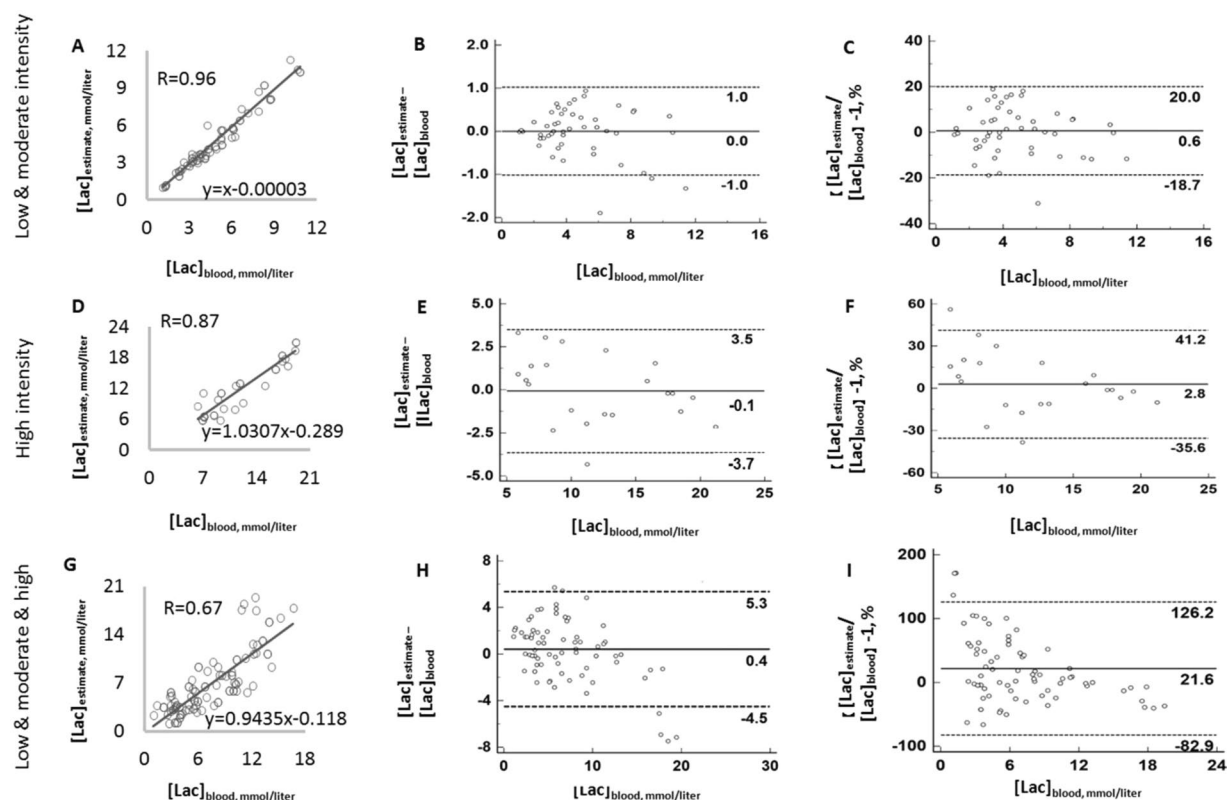 Low & moderate intensity
A
[Lac]estimate, mmol/liter
12
9
6
3
0
R=0.96
y=x-0.00003
0 3 6 9 12
[Lac]blood, mmol/liter
B
[Lac]estimate–
[Lac]blood
2.0
1.0
0.0
-1.0
-2.0
1.0
0.0
-1.0
0 4 8 12 16
[Lac]blood, mmol/liter
C
[ [Lac]estimate/
[Lac]blood] -1, %
40
20
0
-20
-40
20.0
0.6
-18.7
0 4 8 12 16
[Lac]blood, mmol/liter
High intensity
D
[Lac]estimate, mmol/liter
24
18
12
6
0
R=0.87
y=1.0307x-0.289
0 7 14 21
[Lac]blood, mmol/liter
E
[Lac]estimate–
[lLac]blood
5.0
2.5
0.0
-2.5
-5.0
3.5
-0.1
-3.7
5 10 15 20 25
[Lac]blood, mmol/liter
F
[ [Lac]estimate/
[Lac]blood] -1, %
60
30
0
-30
-60
41.2
2.8
-35.6
5 10 15 20 25
[Lac]blood, mmol/liter
Low & moderate & high
G
[Lac]estimate, mmol/liter
21
14
7
0
R=0.67
y=0.9435x-0.118
0 6 12 18
[Lac]blood, mmol/liter
H
[Lac]estimate–
[Lac]blood
8
4
0
-4
-8
5.3
0.4
-4.5
0 10 20 30
[Lac]blood, mmol/liter
I
[ [Lac]estimate/
[Lac]blood] -1, %
200
100
0
-100
126.2
21.6
-82.9
0 6 12 18 24
[Lac]blood, mmol/liter